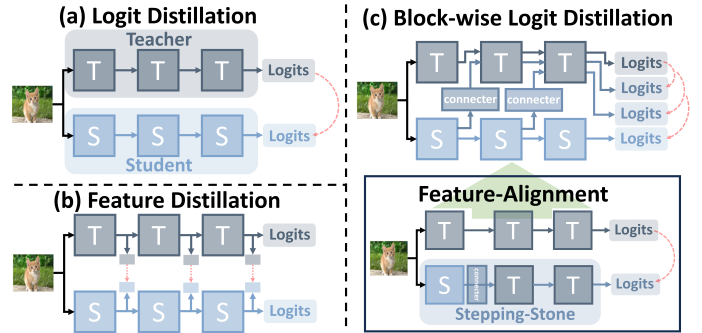 (a) Logit Distillation
Teacher
T T T Logits
S S S Logits
Student
(b) Feature Distillation
T T T Logits
S S S Logits
(c) Block-wise Logit Distillation
T T T Logits
Logits
connecter connecter
Logits
S S S Logits
Feature-Alignment
T T T Logits
S connecter T T Logits
Stepping-Stone